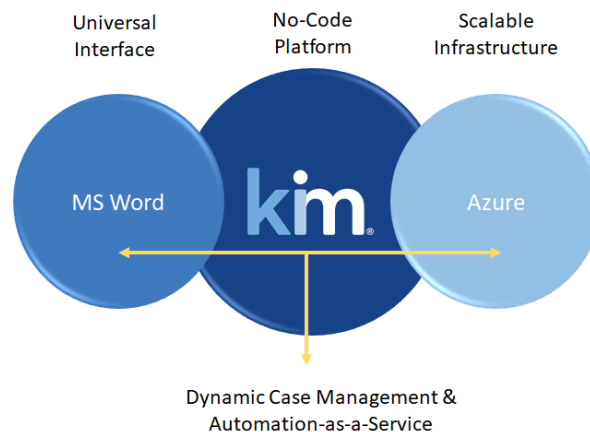 Universal
Interface
No-Code
Platform
Scalable
Infrastructure
MS Word
kim®
Azure
Dynamic Case Management &
Automation-as-a-Service